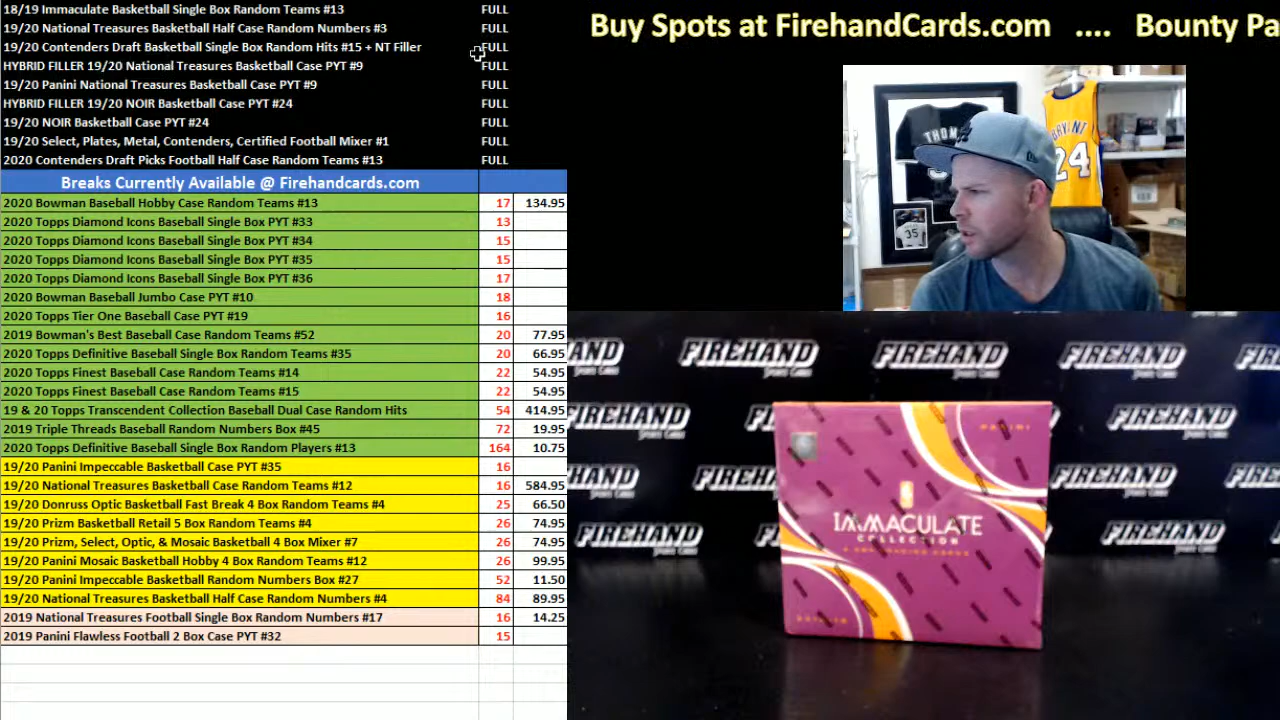 18/19 Immaculate Basketball Single Box Random Teams #13 FULL
19/20 National Treasures Basketball Half Case Random Numbers #3 FULL
19/20 Contenders Draft Basketball Single Box Random Hits #15 + NT Filler FULL
HYBRID FILLER 19/20 National Treasures Basketball Case PYT #9 FULL
19/20 Panini National Treasures Basketball Case PYT #9 FULL
HYBRID FILLER 19/20 NOIR Basketball Case PYT #24 FULL
19/20 NOIR Basketball Case PYT #24 FULL
19/20 Select, Plates, Metal, Contenders, Certified Football Mixer #1 FULL
2020 Contenders Draft Picks Football Half Case Random Teams #13 FULL
Breaks Currently Available @ Firehandcards.com
2020 Bowman Baseball Hobby Case Random Teams #13 17 134.95
2020 Topps Diamond Icons Baseball Single Box PYT #33 13
2020 Topps Diamond Icons Baseball Single Box PYT #34 15
2020 Topps Diamond Icons Baseball Single Box PYT #35 15
2020 Topps Diamond Icons Baseball Single Box PYT #36 17
2020 Bowman Baseball Jumbo Case PYT #10 18
2020 Topps Tier One Baseball Case PYT #19 16
2019 Bowman's Best Baseball Case Random Teams #52 20 77.95
2020 Topps Definitive Baseball Single Box Random Teams #35 20 66.95
2020 Topps Finest Baseball Case Random Teams #14 22 54.95
2020 Topps Finest Baseball Case Random Teams #15 22 54.95
19 & 20 Topps Transcendent Collection Baseball Dual Case Random Hits 54 414.95
2019 Triple Threads Baseball Random Numbers Box #45 72 19.95
2020 Topps Definitive Baseball Single Box Random Players #13 164 10.75
19/20 Panini Impeccable Basketball Case PYT #35 16
19/20 National Treasures Basketball Case Random Teams #12 16 584.95
19/20 Donruss Optic Basketball Fast Break 4 Box Random Teams #4 25 66.50
19/20 Prizm Basketball Retail 5 Box Random Teams #4 26 74.95
19/20 Prizm, Select, Optic, & Mosaic Basketball 4 Box Mixer #7 26 74.95
19/20 Panini Mosaic Basketball Hobby 4 Box Random Teams #12 26 99.95
19/20 Panini Impeccable Basketball Random Numbers Box #27 52 11.50
19/20 National Treasures Basketball Half Case Random Numbers #4 84 89.95
2019 National Treasures Football Single Box Random Numbers #17 16 14.25
2019 Panini Flawless Football 2 Box Case PYT #32 15
Buy Spots at FirehandCards.com .... Bounty Pa
THOM
35
BRYANT
24
FIREHAND
PANINI
IMMACULATE
COLLECTION